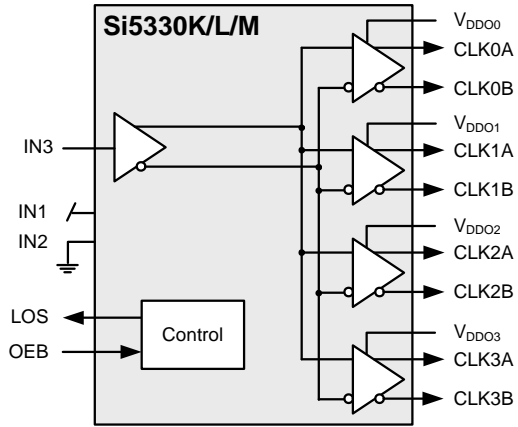 Si5330K/L/M
VDDO0
CLK0A
CLK0B
IN3
VDDO1
CLK1A
CLK1B
IN1
IN2
VDDO2
CLK2A
CLK2B
LOS
OEB
Control
VDDO3
CLK3A
CLK3B